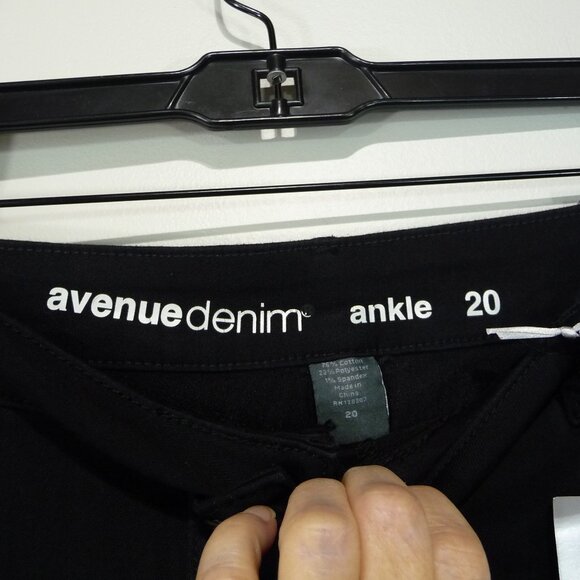 avenuedenim ankle 20
76% Cotton
23% Polyester
1% Spandex
Made in
China
20